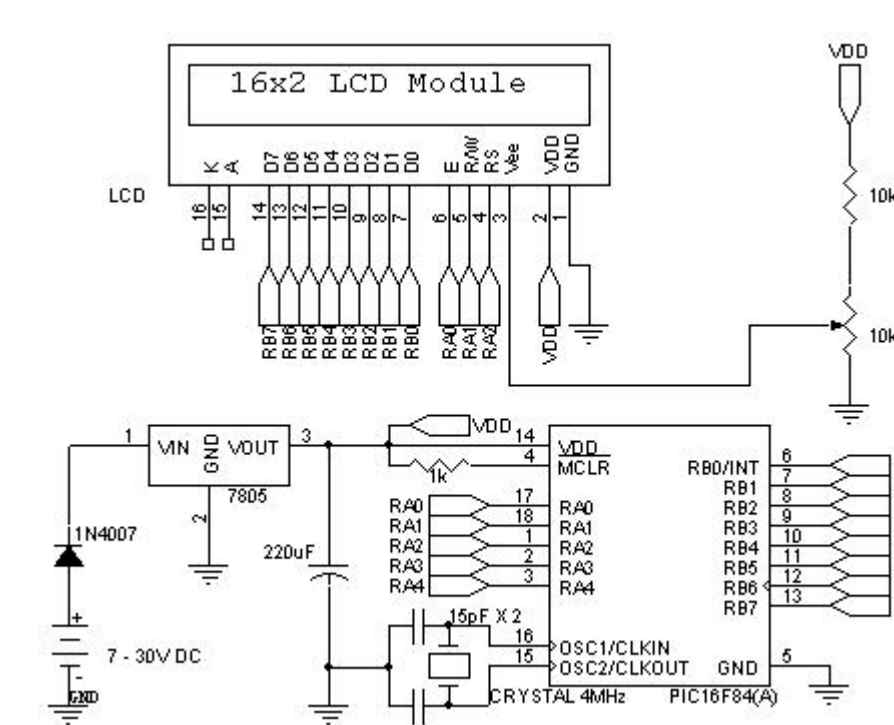 VDD
16x2 LCD Module
K A D7 D6 D5 D4 D3 D2 D1 D0 E R/W RS Vee VDD GND
LCD
16 15 14 13 12 11 10 9 8 7 6 5 4 3 2 1
10k
RB7 RB6 RB5 RB4 RB3 RB2 RB1 RB0 RA0 RA1 RA2 VDD
10k
1 VIN GND VOUT 3
7805
2
1N4007
220uF
+
7 - 30V DC
-
GND
VDD
14 VDD
4 MCLR
1k
RA0 17 RA0
RA1 18 RA1
RA2 1 RA2
RA3 2 RA3
RA4 3 RA4
15pF X 2
16 OSC1/CLKIN
15 OSC2/CLKOUT
CRYSTAL 4MHz
RB0/INT 6
RB1 7
RB2 8
RB3 9
RB4 10
RB5 11
RB6 12
RB7 13
GND 5
PIC16F84(A)